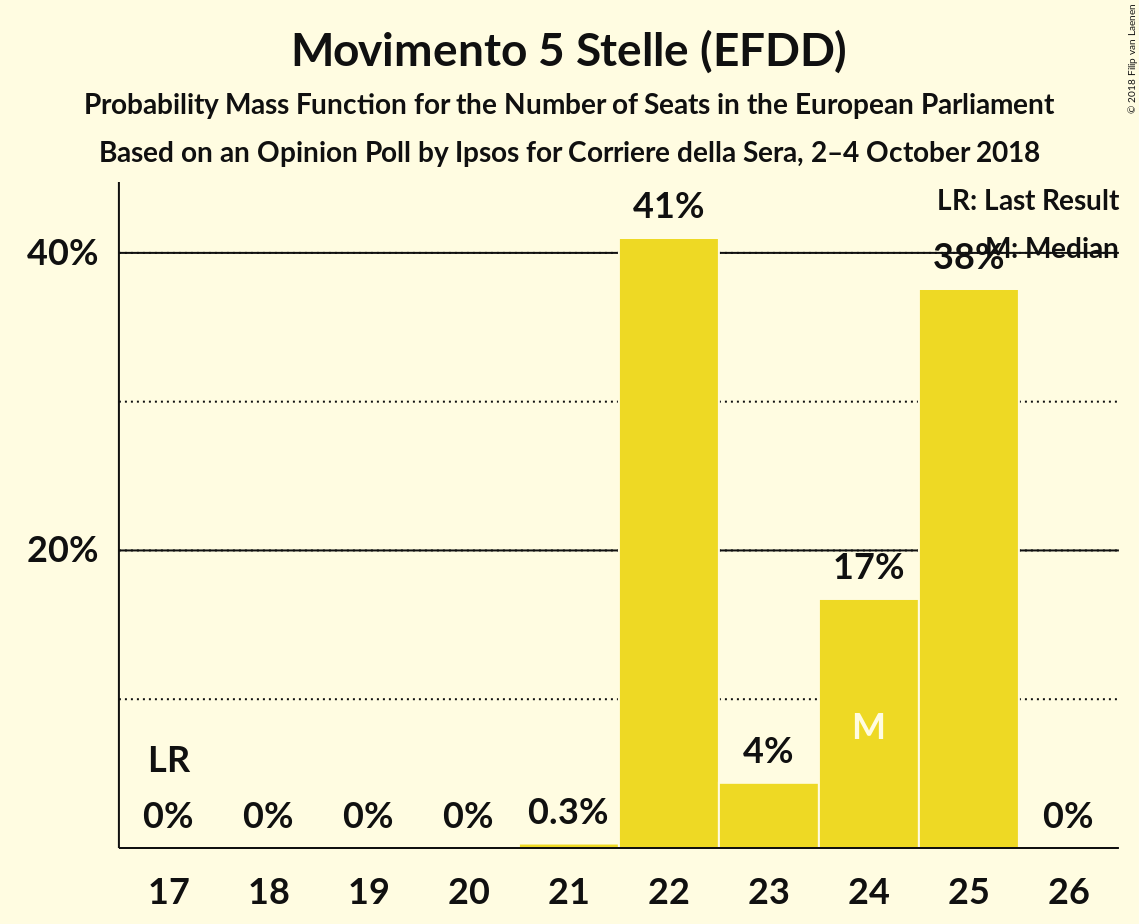 Movimento 5 Stelle (EFDD)
Probability Mass Function for the Number of Seats in the European Parliament
Based on an Opinion Poll by Ipsos for Corriere della Sera, 2–4 October 2018
© 2018 Filip van Laenen
LR: Last Result
M: Median
40%
20%
41%
38%
17%
M
4%
LR
0%
0%
0%
0%
0.3%
0%
17
18
19
20
21
22
23
24
25
26